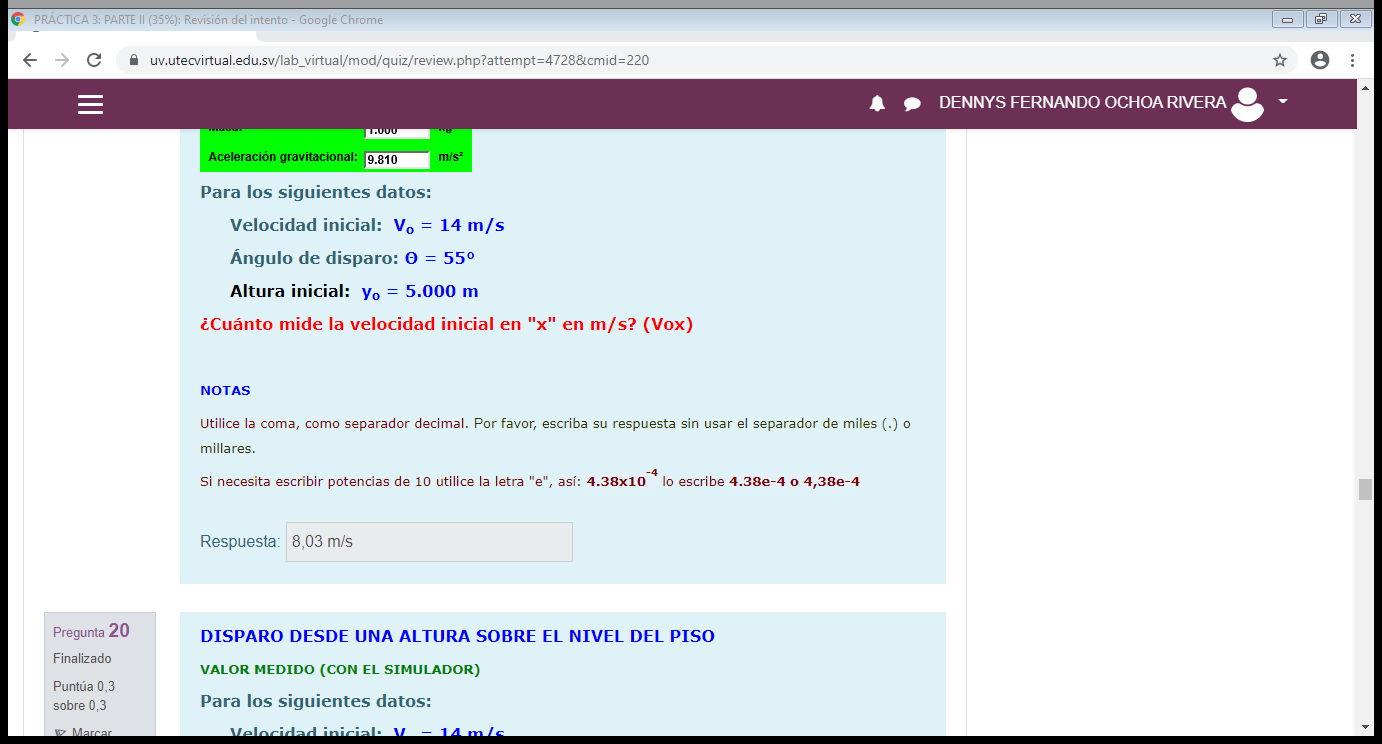 PRÁCTICA 3: PARTE II (35%): Revisión del intento - Google Chrome
uv.utecvirtual.edu.sv/lab_virtual/mod/quiz/review.php?attempt=4728&cmid=220
DENNYS FERNANDO OCHOA RIVERA
Masa: 1.000 kg
Aceleración gravitacional: 9.810 m/s²
Para los siguientes datos:
Velocidad inicial: Vo = 14 m/s
Ángulo de disparo: Θ = 55º
Altura inicial: yo = 5.000 m
¿Cuánto mide la velocidad inicial en "x" en m/s? (Vox)
NOTAS
Utilice la coma, como separador decimal. Por favor, escriba su respuesta sin usar el separador de miles (.) o
millares.
Si necesita escribir potencias de 10 utilice la letra "e", así: 4.38x10-4 lo escribe 4.38e-4 o 4,38e-4
Respuesta: 8,03 m/s
Pregunta 20
Finalizado
Puntúa 0,3
sobre 0,3
Marcar
DISPARO DESDE UNA ALTURA SOBRE EL NIVEL DEL PISO
VALOR MEDIDO (CON EL SIMULADOR)
Para los siguientes datos:
Velocidad inicial: V = 14 m/s